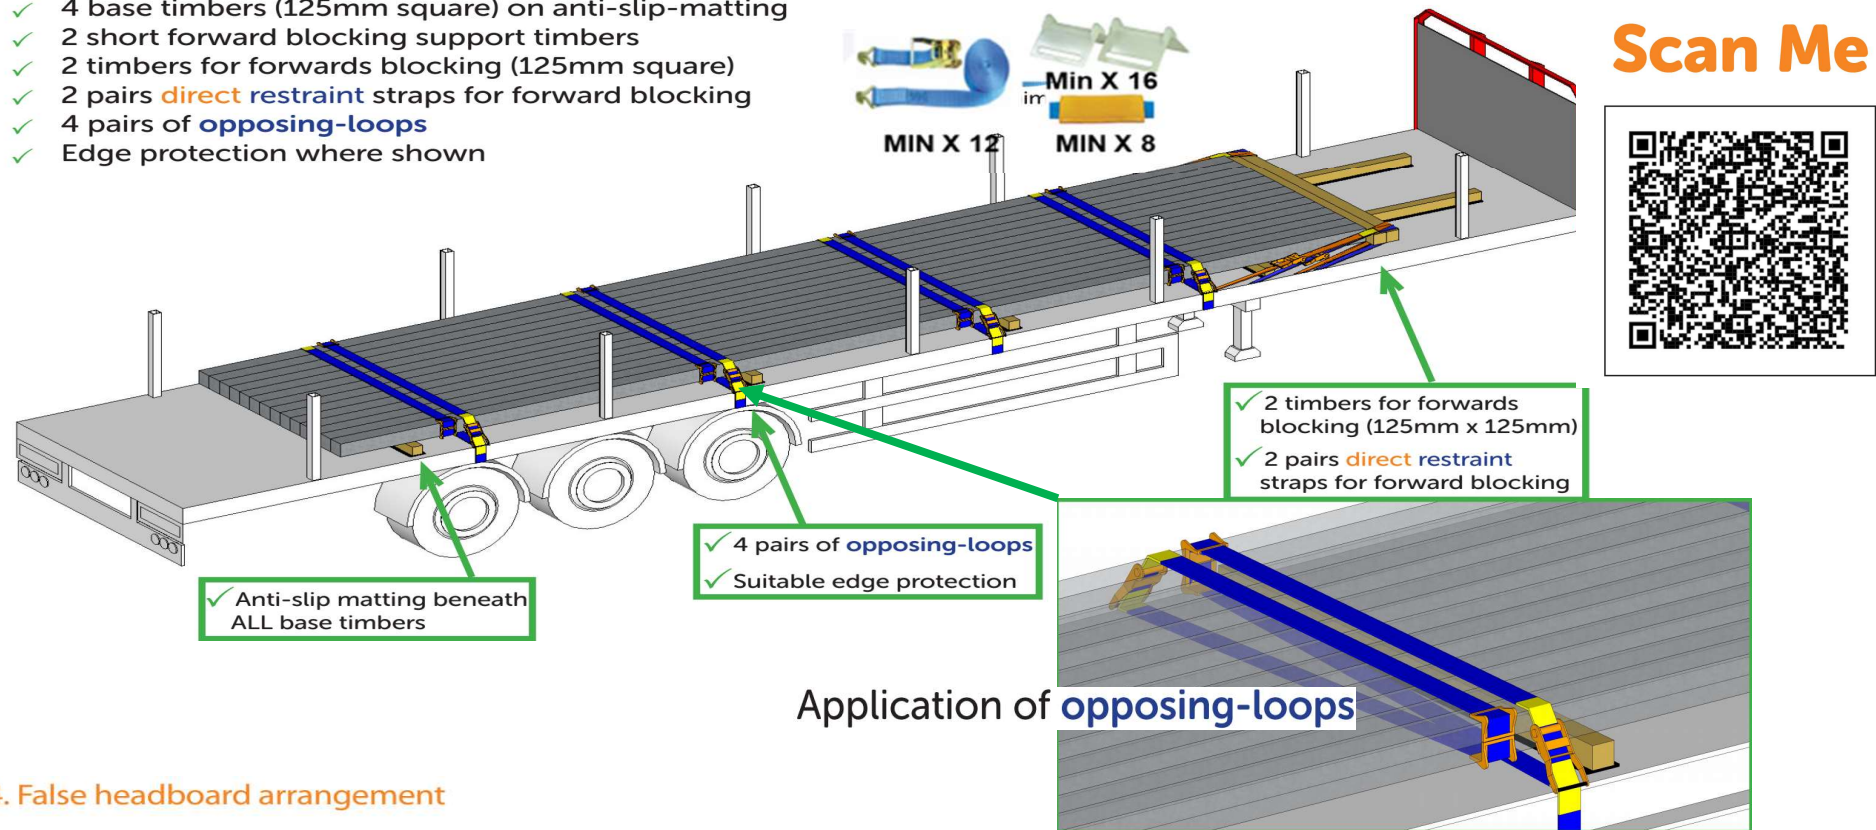 4 base timbers (125mm square) on anti-slip-matting
2 short forward blocking support timbers
2 timbers for forwards blocking (125mm square)
2 pairs direct restraint straps for forward blocking
4 pairs of opposing-loops
Edge protection where shown
Min X 16
im
MIN X 12
MIN X 8
Scan Me
2 timbers for forwards
blocking (125mm x 125mm)
2 pairs direct restraint
straps for forward blocking
4 pairs of opposing-loops
Suitable edge protection
Anti-slip matting beneath
ALL base timbers
Application of opposing-loops
. False headboard arrangement